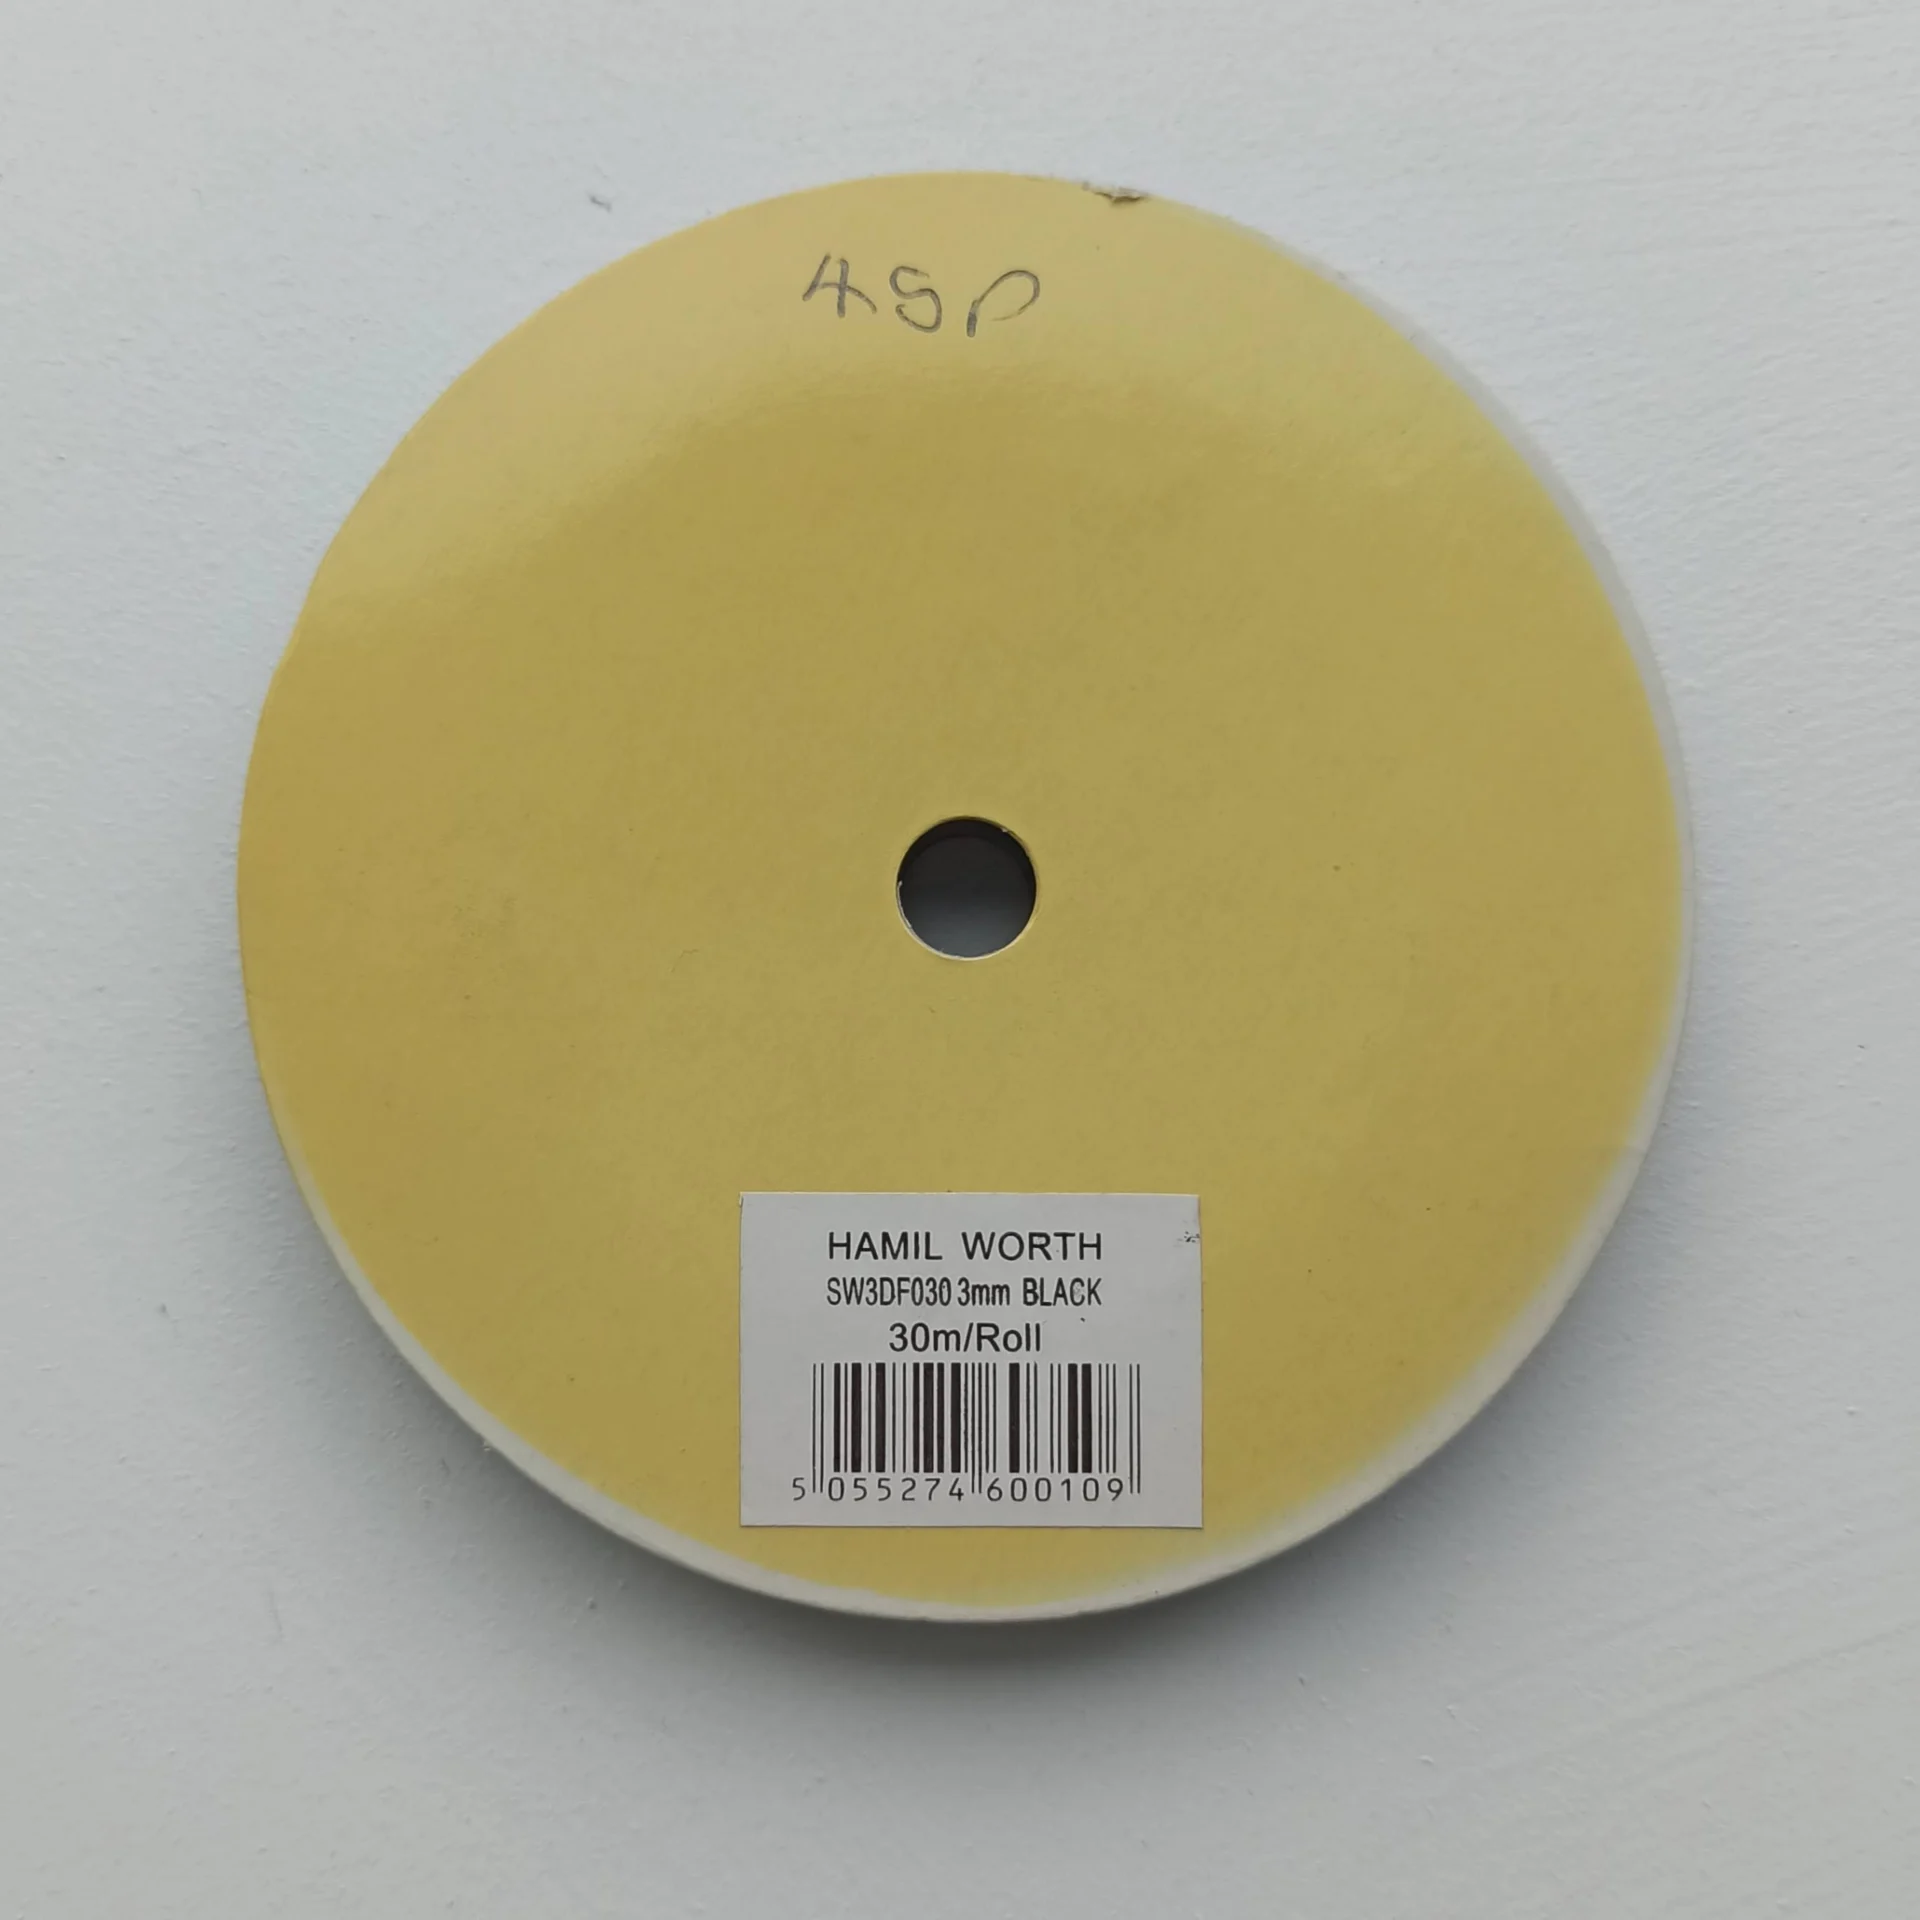 45P
HAMIL WORTH
SW3DF030 3mm BLACK
30m/Roll
5 055274 600109